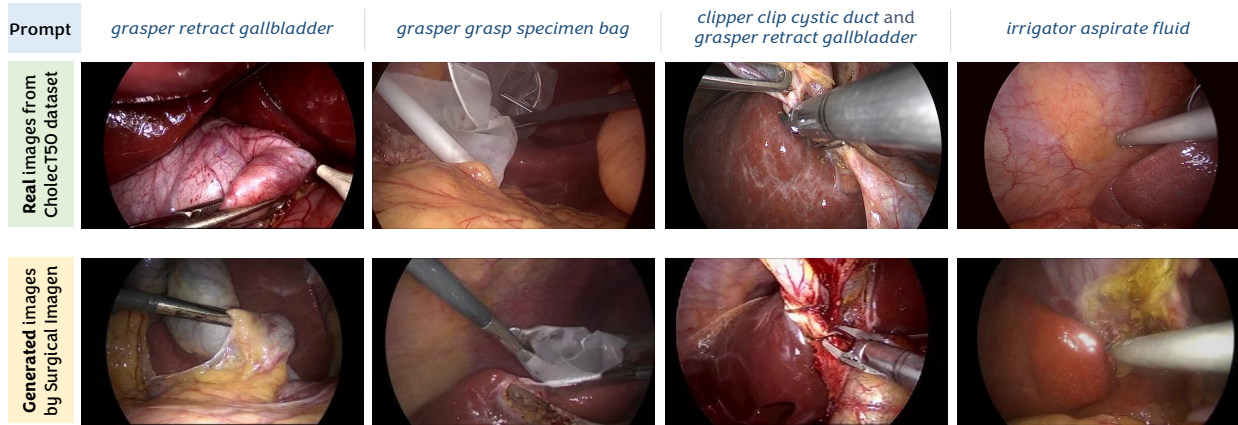 Prompt
grasper retract gallbladder
grasper grasp specimen bag
clipper clip cystic duct and
grasper retract gallbladder
irrigator aspirate fluid
Real images from
CholecT50 dataset
Generated images
by Surgical Imagen